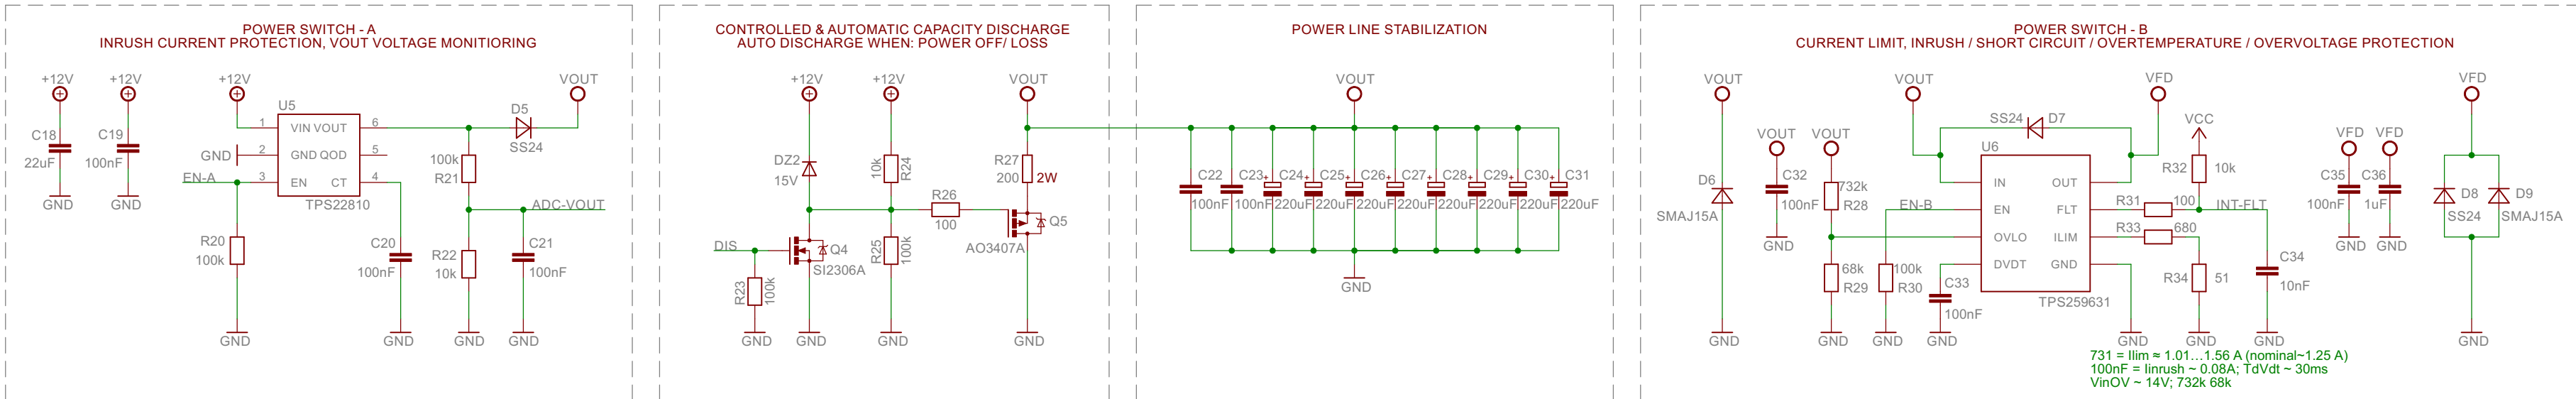 POWER SWITCH - A
INRUSH CURRENT PROTECTION, VOUT VOLTAGE MONITIORING
+12V
+12V
+12V
VOUT
C18
22uF
GND
C19
100nF
GND
U5
1
VIN VOUT
6
GND
2
GND QOD
5
EN-A
3
EN
CT
4
TPS22810
D5
SS24
100k
R21
ADC-VOUT
R20
100k
GND
C20
100nF
GND
R22
10k
GND
C21
100nF
GND
CONTROLLED & AUTOMATIC CAPACITY DISCHARGE
AUTO DISCHARGE WHEN: POWER OFF/ LOSS
+12V
+12V
VOUT
DZ2
15V
10k
R24
R27
200
2W
R26
100
Q5
AO3407A
DIS
Q4
SI2306A
R23
100k
R25
100k
GND
GND
GND
GND
POWER LINE STABILIZATION
VOUT
C22
100nF
C23
100nF
+
C24
220uF
+
C25
220uF
+
C26
220uF
+
C27
220uF
+
C28
220uF
+
C29
220uF
+
C30
220uF
+
C31
220uF
GND
POWER SWITCH - B
CURRENT LIMIT, INRUSH / SHORT CIRCUIT / OVERTEMPERATURE / OVERVOLTAGE PROTECTION
VOUT
VOUT
VFD
VFD
D6
SMAJ15A
GND
VOUT
C32
100nF
GND
VOUT
732k
R28
68k
R29
GND
EN-B
100k
R30
GND
C33
100nF
GND
SS24
D7
U6
IN
OUT
EN
FLT
OVLO
ILIM
DVDT
GND
TPS259631
VCC
R32
10k
R31
100
INT-FLT
R33
680
R34
51
C34
10nF
GND
GND
GND
VFD
C35
100nF
GND
VFD
C36
1uF
GND
D8
SS24
D9
SMAJ15A
GND
731 = Ilim ≈ 1.01...1.56 A (nominal~1.25 A)
100nF = Iinrush ~ 0.08A; TdVdt ~ 30ms
VinOV ~ 14V; 732k 68k